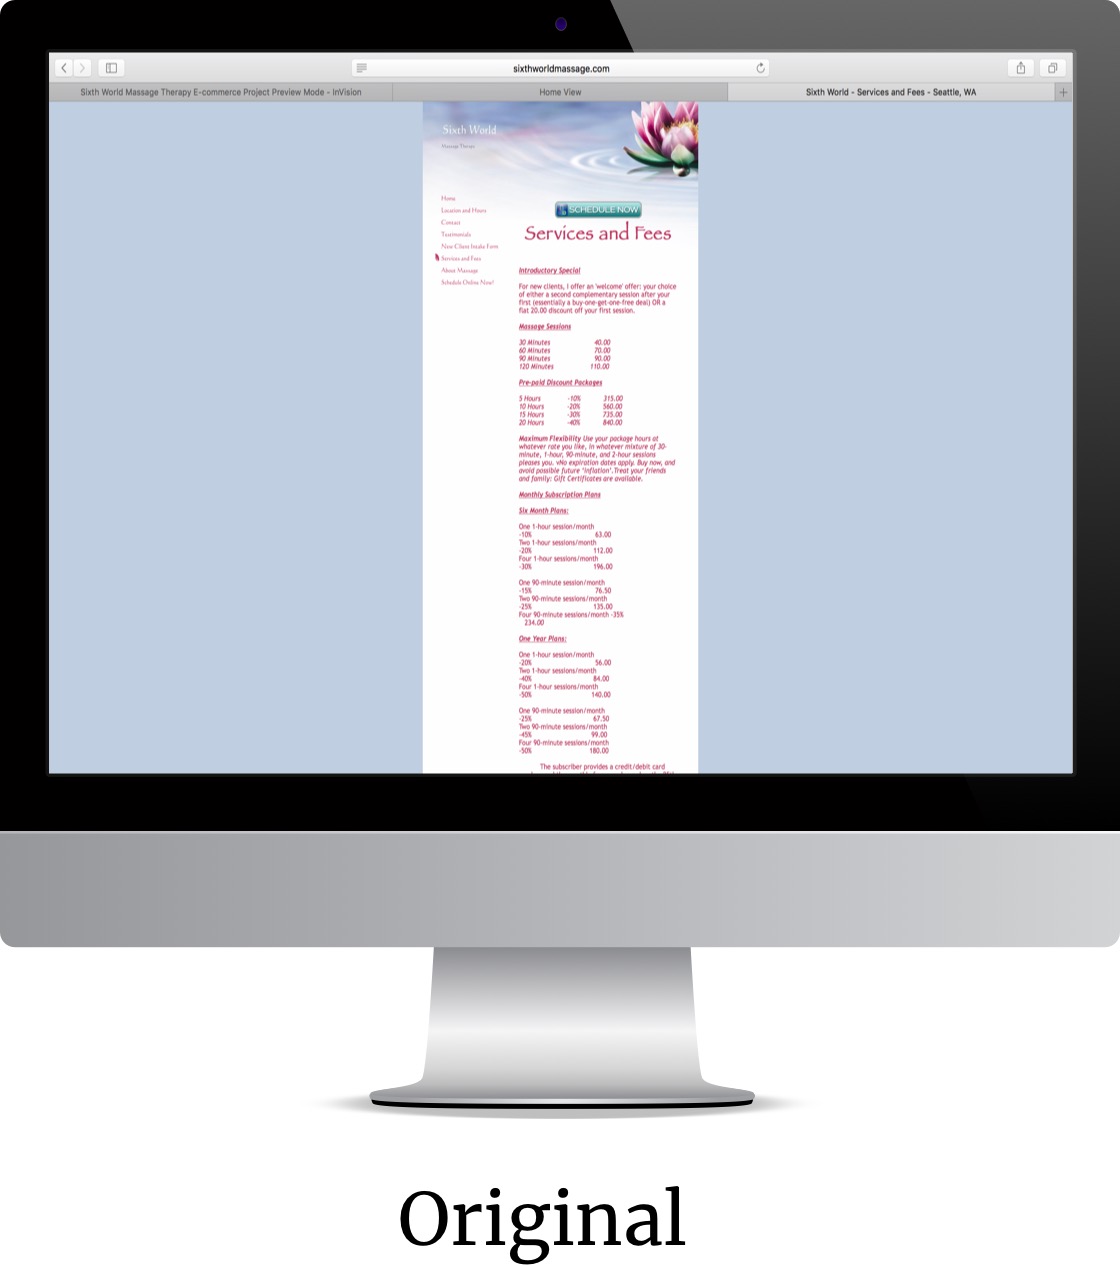 sixthworldmassage.com
Sixth World Massage Therapy E-commerce Project Preview Mode - InVision
Home View
Sixth World - Services and Fees - Seattle, WA
Sixth World
Massage Therapy
Home
Location and Hours
Contact
Testimonials
New Client Intake Form
Services and Fees
About Massage
Schedule Online Now!
SCHEDULE NOW
Services and Fees
Introductory Special
For new clients, I offer an 'welcome' offer: your choice
of either a second complementary session after your
first (essentially a buy-one-get-one-free deal) OR a
flat 20.00 discount off your first session.
Massage Sessions
30 Minutes 40.00
60 Minutes 70.00
90 Minutes 90.00
120 Minutes 110.00
Pre-paid Discount Packages
5 Hours -10% 315.00
10 Hours -20% 560.00
15 Hours -30% 735.00
20 Hours -40% 840.00
Maximum Flexibility Use your package hours at
whatever rate you like, in whatever mixture of 30-
minute, 1-hour, 90-minute, and 2-hour sessions
pleases you. vNo expiration dates apply. Buy now, and
avoid possible future 'inflation'. Treat your friends
and family: Gift Certificates are available.
Monthly Subscription Plans
Six Month Plans:
One 1-hour session/month
-10% 63.00
Two 1-hour sessions/month
-20% 112.00
Four 1-hour sessions/month
-30% 196.00
One 90-minute session/month
-15% 76.50
Two 90-minute sessions/month
-25% 135.00
Four 90-minute sessions/month -35%
234.00
One Year Plans:
One 1-hour session/month
-20% 56.00
Two 1-hour sessions/month
-40% 84.00
Four 1-hour sessions/month
-50% 140.00
One 90-minute session/month
-25% 67.50
Two 90-minute sessions/month
-45% 99.00
Four 90-minute sessions/month
-50% 180.00
The subscriber provides a credit/debit card
Original